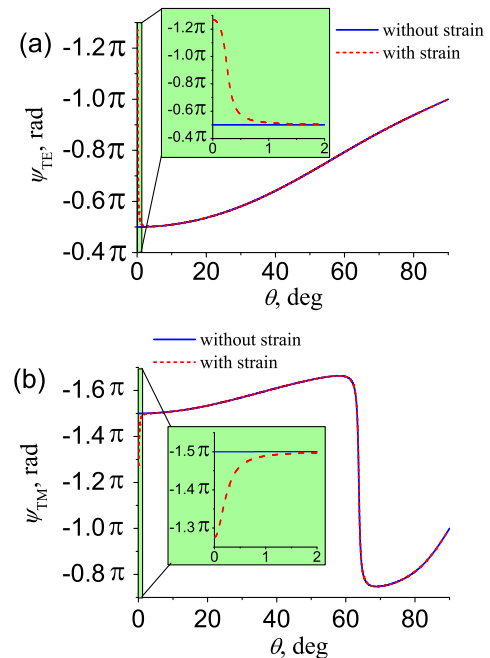 (a)
without strain
with strain
-1.2π
-1.0π
-0.8π
-0.6π
-0.4π
ψTE, rad
-1.2π
-1.0π
-0.8π
-0.6π
-0.4π
0 1 2
0 20 40 60 80
θ, deg
(b)
without strain
with strain
-1.6π
-1.4π
-1.2π
-1.0π
-0.8π
ψTM, rad
-1.5π
-1.4π
-1.3π
0 1 2
0 20 40 60 80
θ, deg